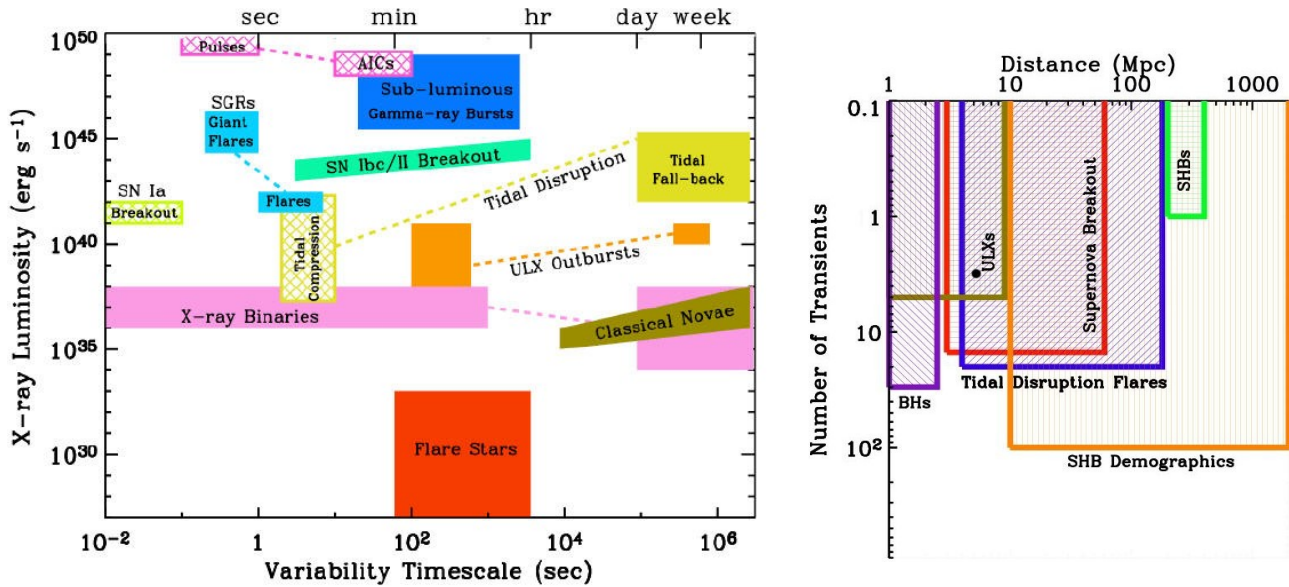 sec min hr day week
10^50
10^45
10^40
10^35
10^30
X-ray Luminosity (erg s^-1)
Pulses
AICs
Sub-luminous
Gamma-ray Bursts
SGRs
Giant
Flares
SN Ibc/II Breakout
Tidal Disruption
Tidal
Fall-back
SN Ia
Breakout
Flares
Tidal
Compression
ULX Outbursts
X-ray Binaries
Classical Novae
Flare Stars
10^-2 1 10^2 10^4 10^6
Variability Timescale (sec)
Distance (Mpc)
1 10 100 1000
0.1
1
10
10^2
Number of Transients
ULXs
Supernova Breakout
SHBs
BHs
Tidal Disruption Flares
SHB Demographics